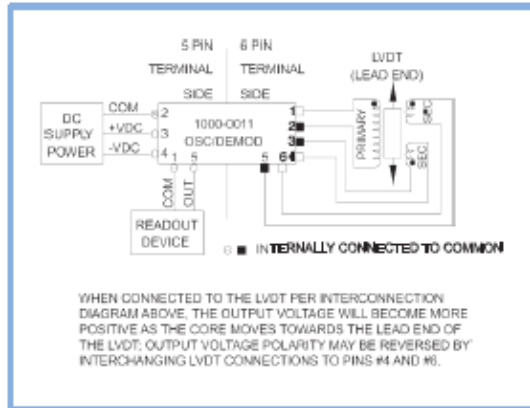 5 PIN
TERMINAL
SIDE
6 PIN
TERMINAL
SIDE
LVDT
(LEAD END)
DC
SUPPLY
POWER
COM
+VDC
-VDC
2
3
4
1000-0011
OSC/DEMOD
1
2
3
4
1
5
5
6
COM
OUT
PRIMARY
SEC
SEC
READOUT
DEVICE
INTERNALLY CONNECTED TO COMMON
WHEN CONNECTED TO THE LVDT PER INTERCONNECTION
DIAGRAM ABOVE, THE OUTPUT VOLTAGE WILL BECOME MORE
POSITIVE AS THE CORE MOVES TOWARDS THE LEAD END OF
THE LVDT; OUTPUT VOLTAGE POLARITY MAY BE REVERSED BY
INTERCHANGING LVDT CONNECTIONS TO PINS #4 AND #6.